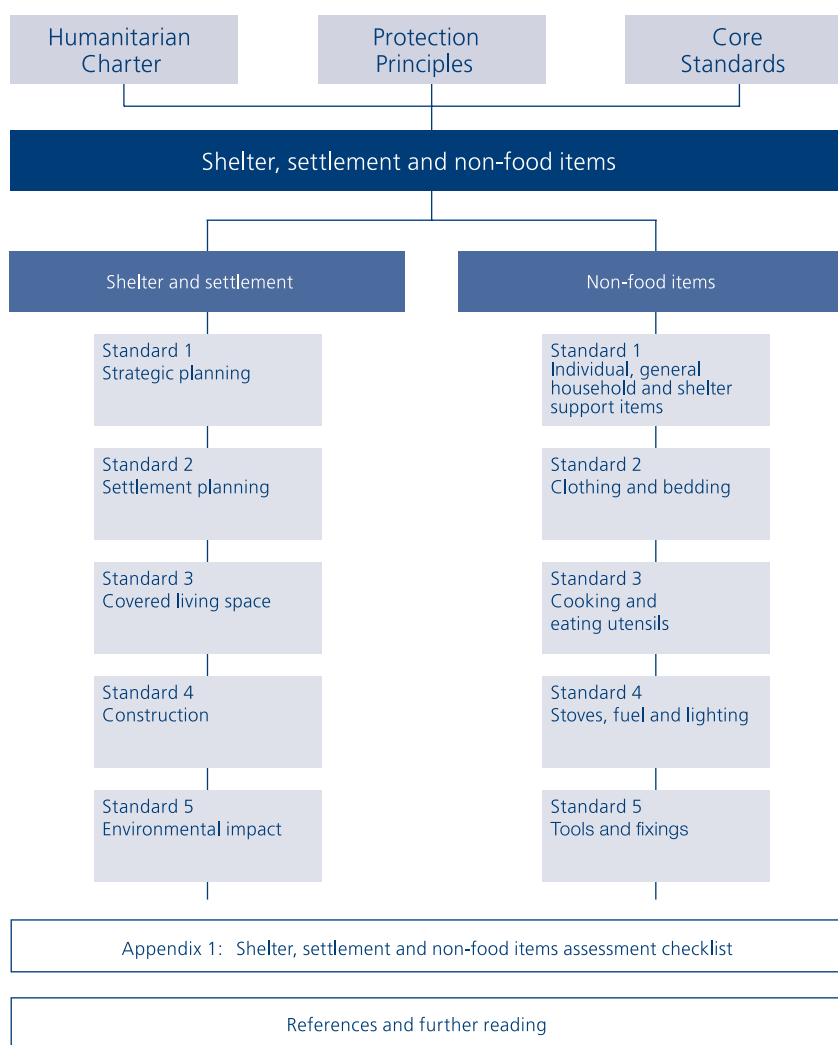 Humanitarian
Charter
Protection
Principles
Core
Standards
Shelter, settlement and non-food items
Shelter and settlement
Standard 1
Strategic planning
Standard 2
Settlement planning
Standard 3
Covered living space
Standard 4
Construction
Standard 5
Environmental impact
Non-food items
Standard 1
Individual, general
household and shelter
support items
Standard 2
Clothing and bedding
Standard 3
Cooking and
eating utensils
Standard 4
Stoves, fuel and lighting
Standard 5
Tools and fixings
Appendix 1: Shelter, settlement and non-food items assessment checklist
References and further reading